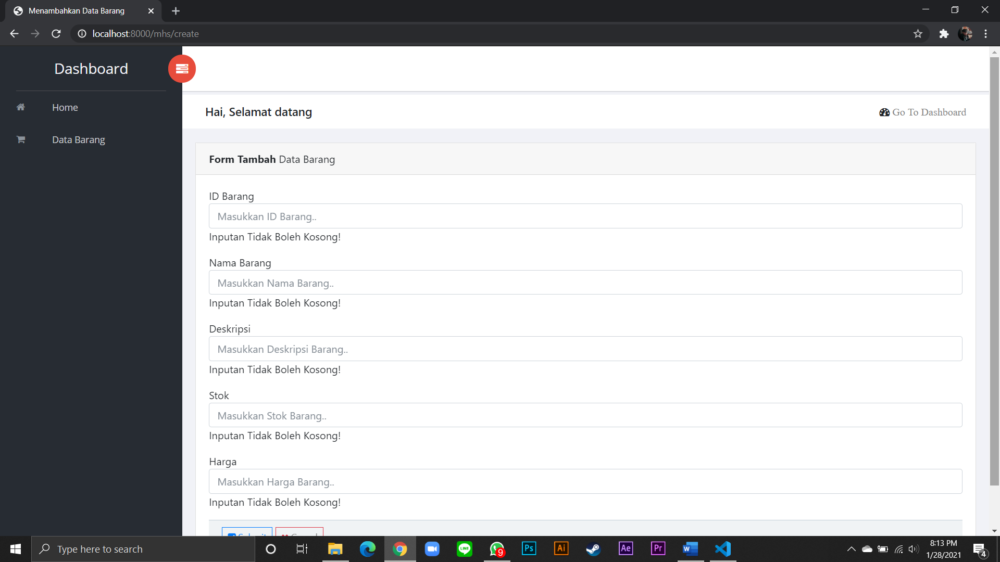 Menambahkan Data Barang
localhost:8000/mhs/create
Dashboard
Home
Data Barang
Hai, Selamat datang
Go To Dashboard
Form Tambah Data Barang
ID Barang
Masukkan ID Barang..
Inputan Tidak Boleh Kosong!
Nama Barang
Masukkan Nama Barang..
Inputan Tidak Boleh Kosong!
Deskripsi
Masukkan Deskripsi Barang..
Inputan Tidak Boleh Kosong!
Stok
Masukkan Stok Barang..
Inputan Tidak Boleh Kosong!
Harga
Masukkan Harga Barang..
Inputan Tidak Boleh Kosong!
Type here to search
LINE
9
Ps
Ai
Ae
Pr
W
8:13 PM
1/28/2021
4